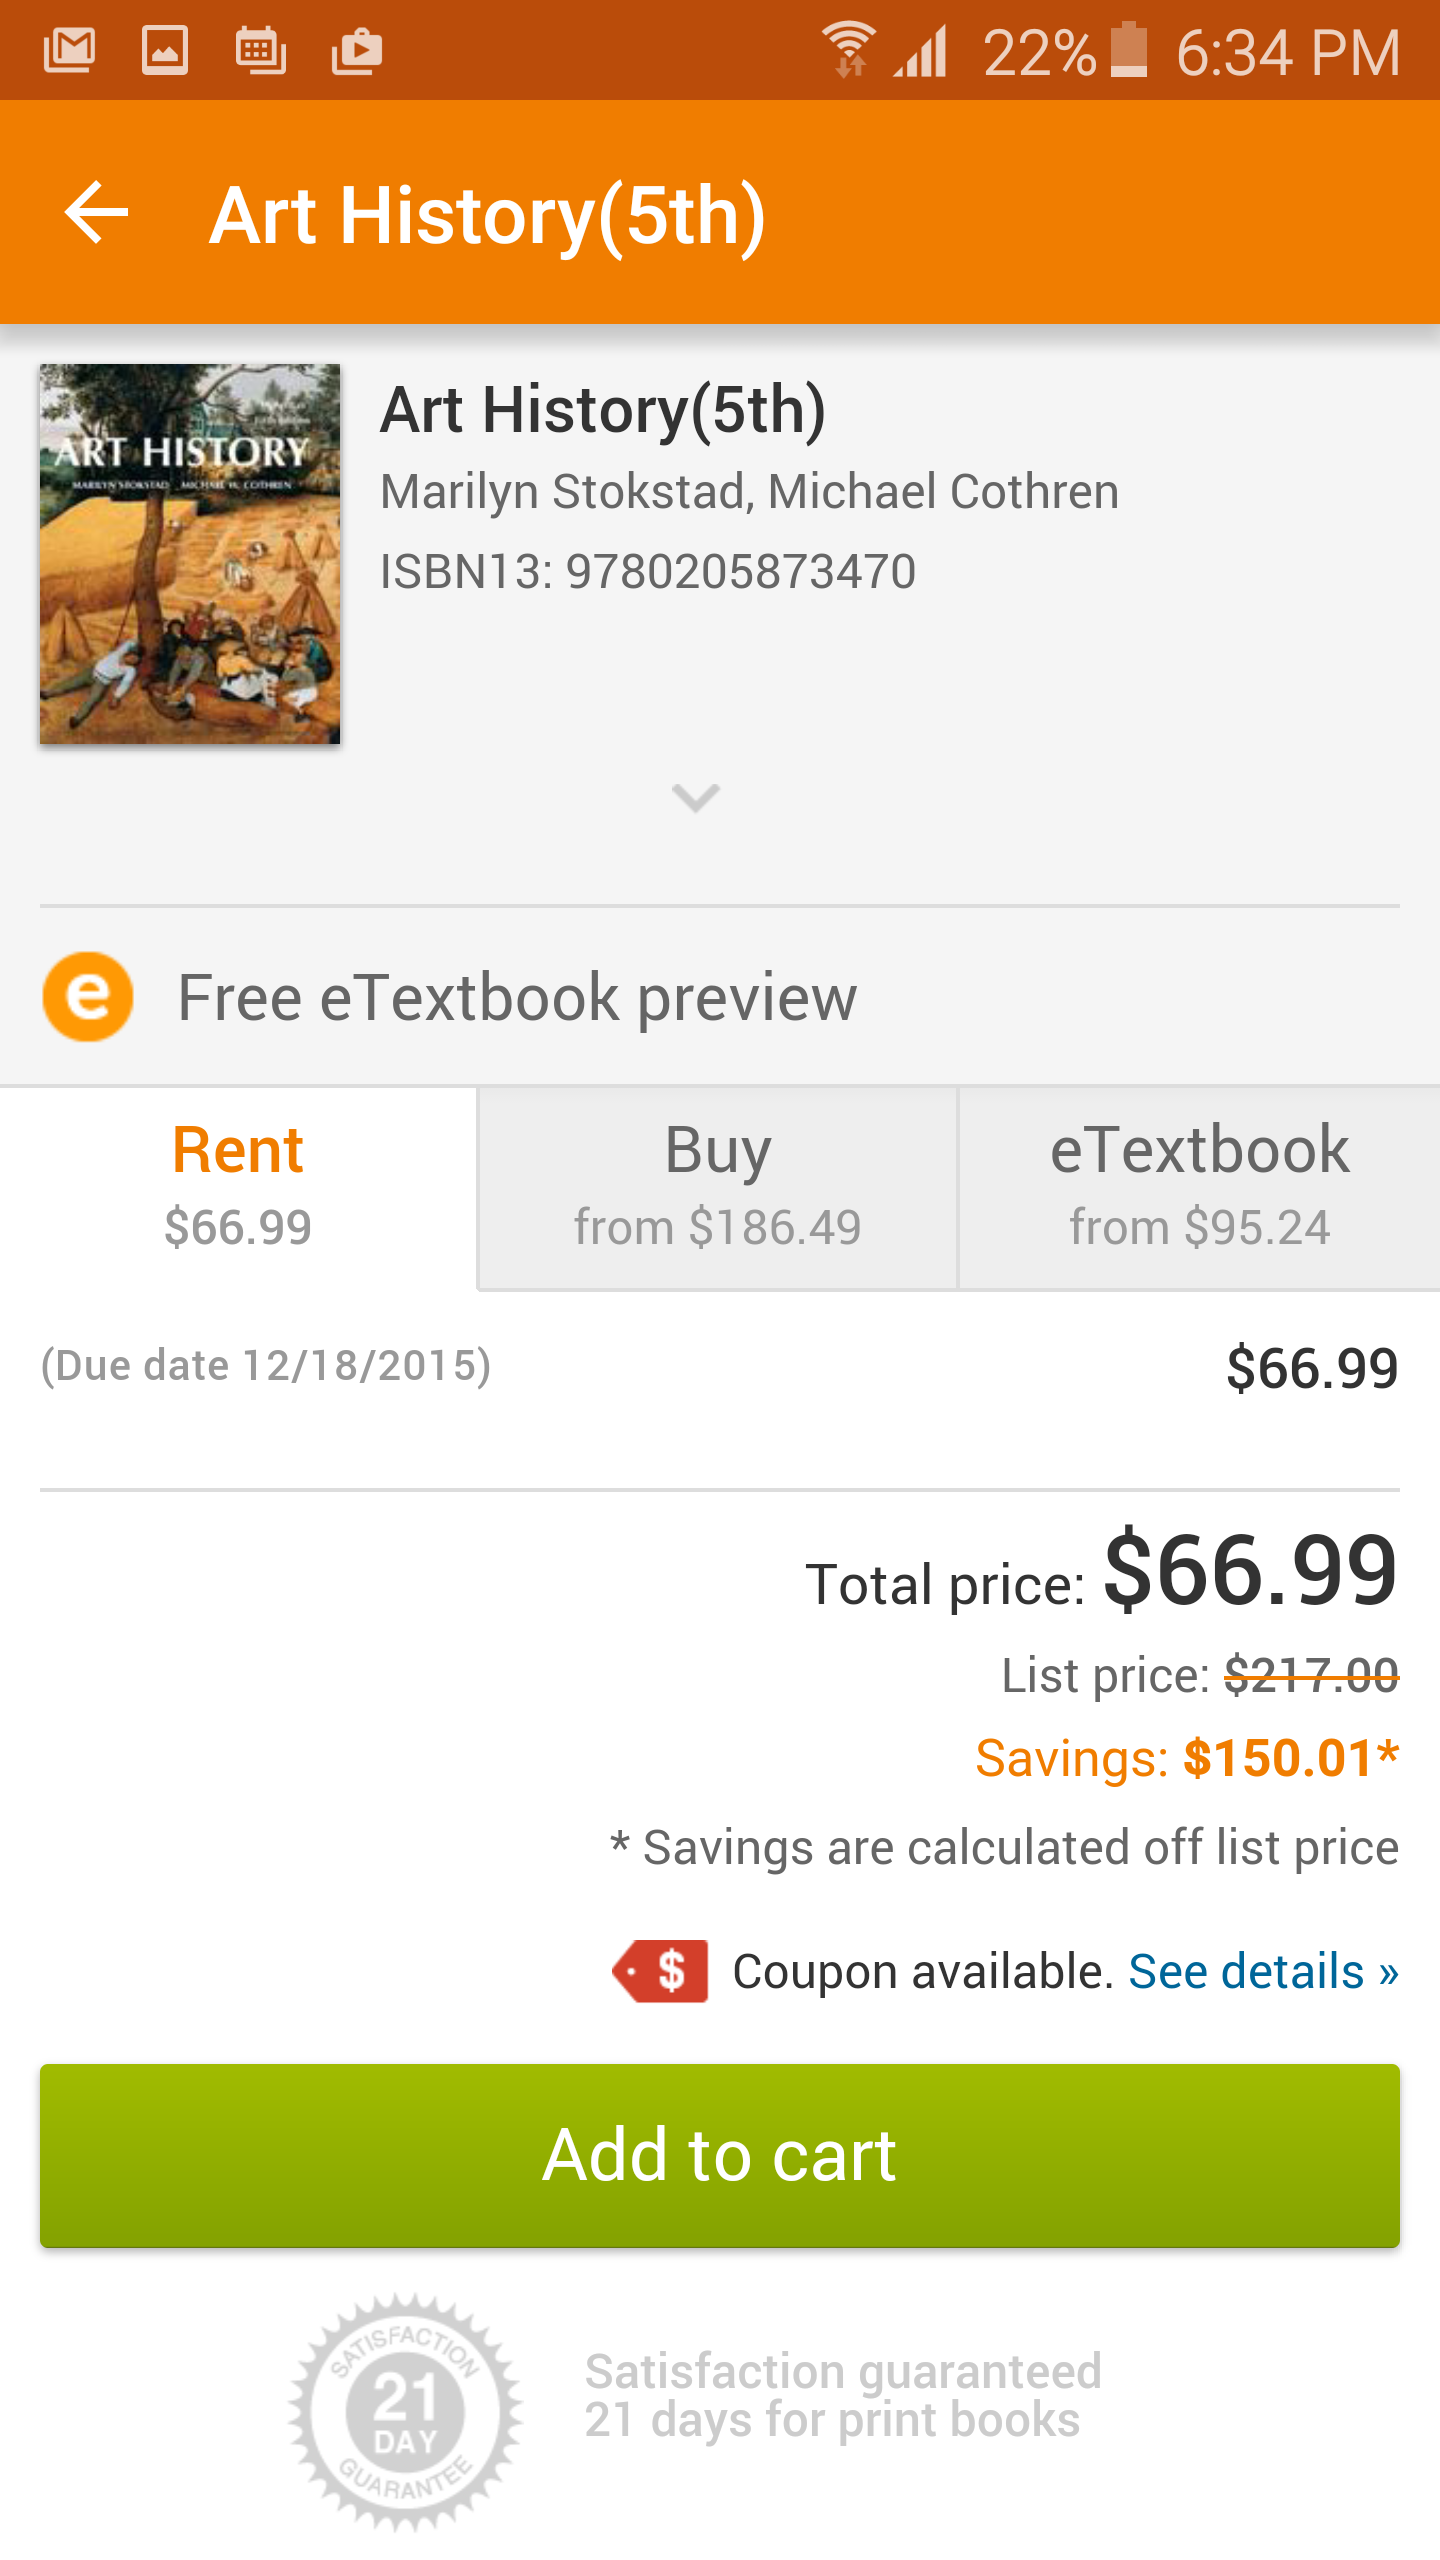 22% 6:34 PM
Art History(5th)
ART HISTORY
MARILYN STOKSTAD MICHAEL W. COTHREN
Art History(5th)
Marilyn Stokstad, Michael Cothren
ISBN13: 9780205873470
e Free eTextbook preview
Rent Buy eTextbook
$66.99 from $186.49 from $95.24
(Due date 12/18/2015) $66.99
Total price: $66.99
List price: $217.00
Savings: $150.01*
* Savings are calculated off list price
$ Coupon available. See details »
Add to cart
SATISFACTION
21
DAY
GUARANTEE
Satisfaction guaranteed
21 days for print books